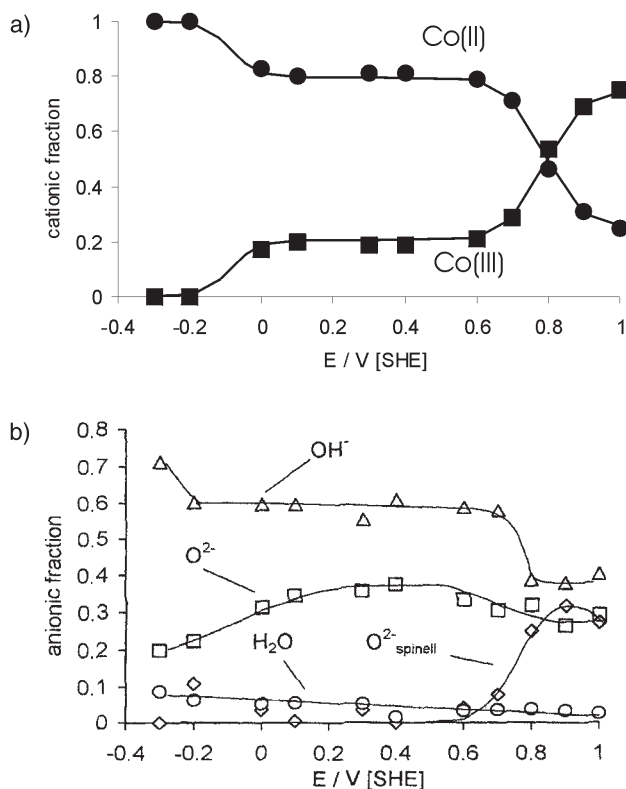 a)
1
0.8
0.6
0.4
0.2
0
cationic fraction
Co(II)
Co(III)
-0.4 -0.2 0 0.2 0.4 0.6 0.8 1
E / V [SHE]
b)
0.8
0.7
0.6
0.5
0.4
0.3
0.2
0.1
0
anionic fraction
OH⁻
O²⁻
H₂O
O²⁻spinell
-0.4 -0.2 0 0.2 0.4 0.6 0.8 1
E / V [SHE]